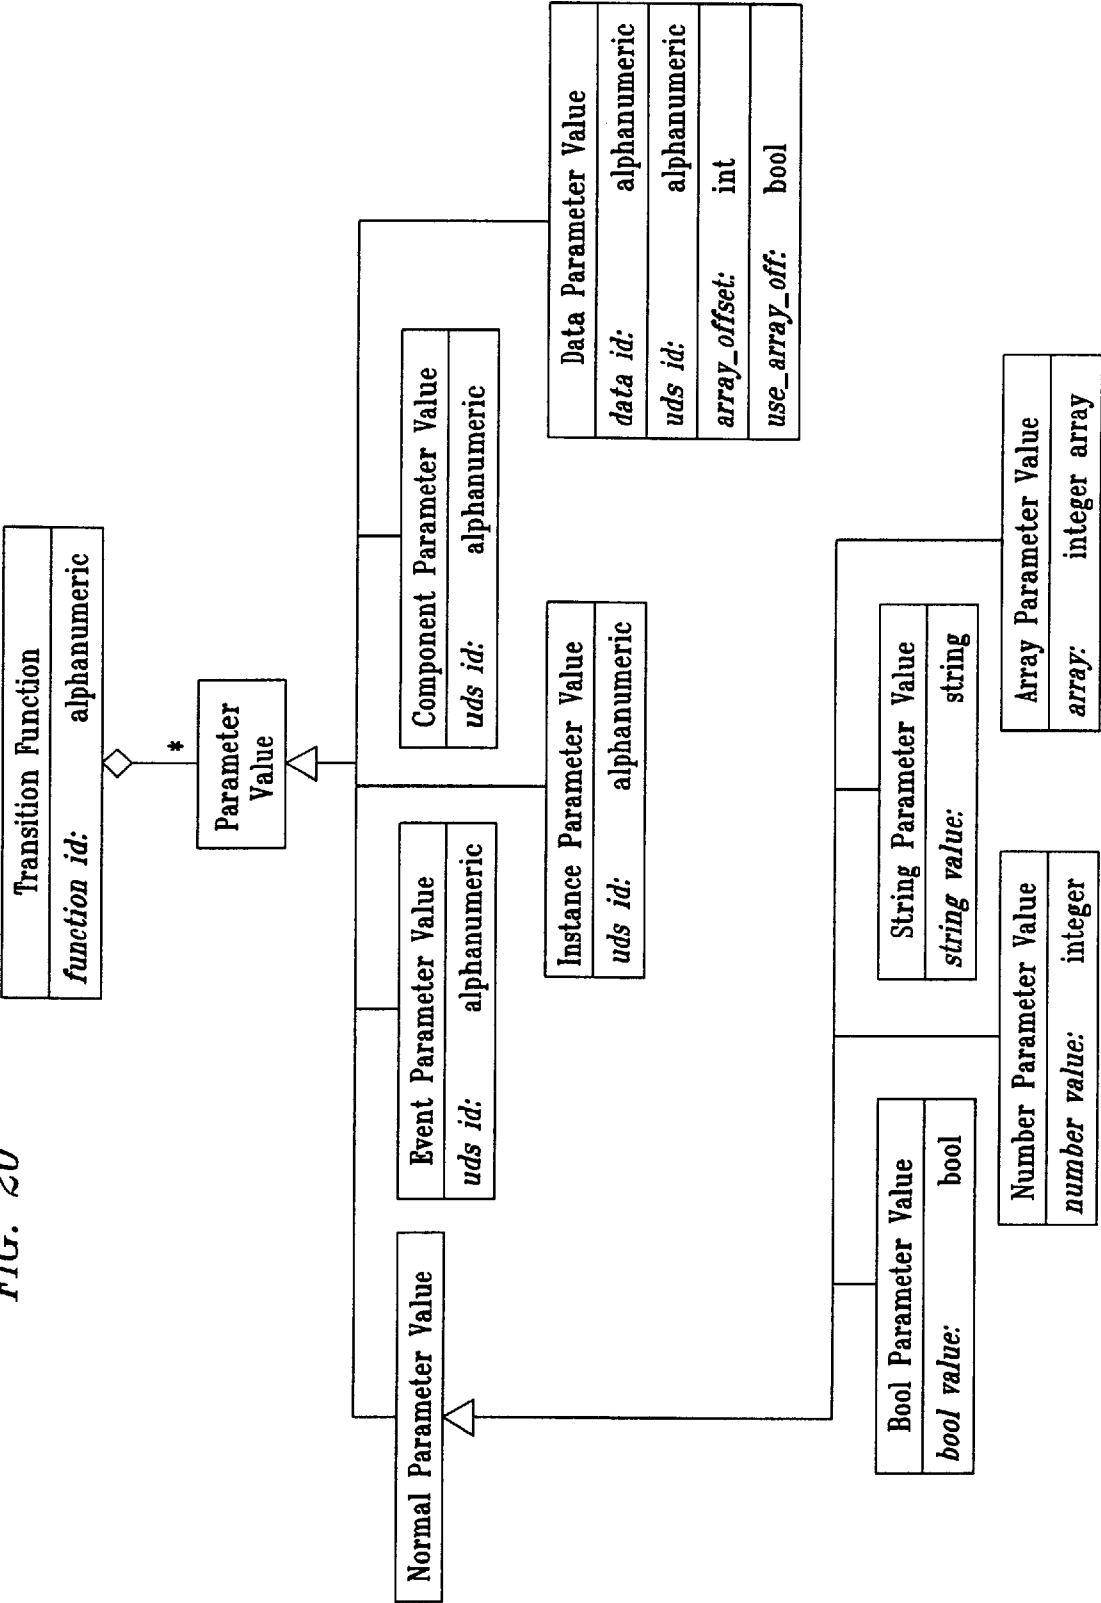 FIG. 20
Transition Function
function id: alphanumeric
*
Parameter
Value
Normal Parameter Value
Event Parameter Value
uds id: alphanumeric
Instance Parameter Value
uds id: alphanumeric
Component Parameter Value
uds id: alphanumeric
Data Parameter Value
data id: alphanumeric
uds id: alphanumeric
array_offset: int
use_array_off: bool
Bool Parameter Value
bool value: bool
Number Parameter Value
number value: integer
String Parameter Value
string value: string
Array Parameter Value
array: integer array